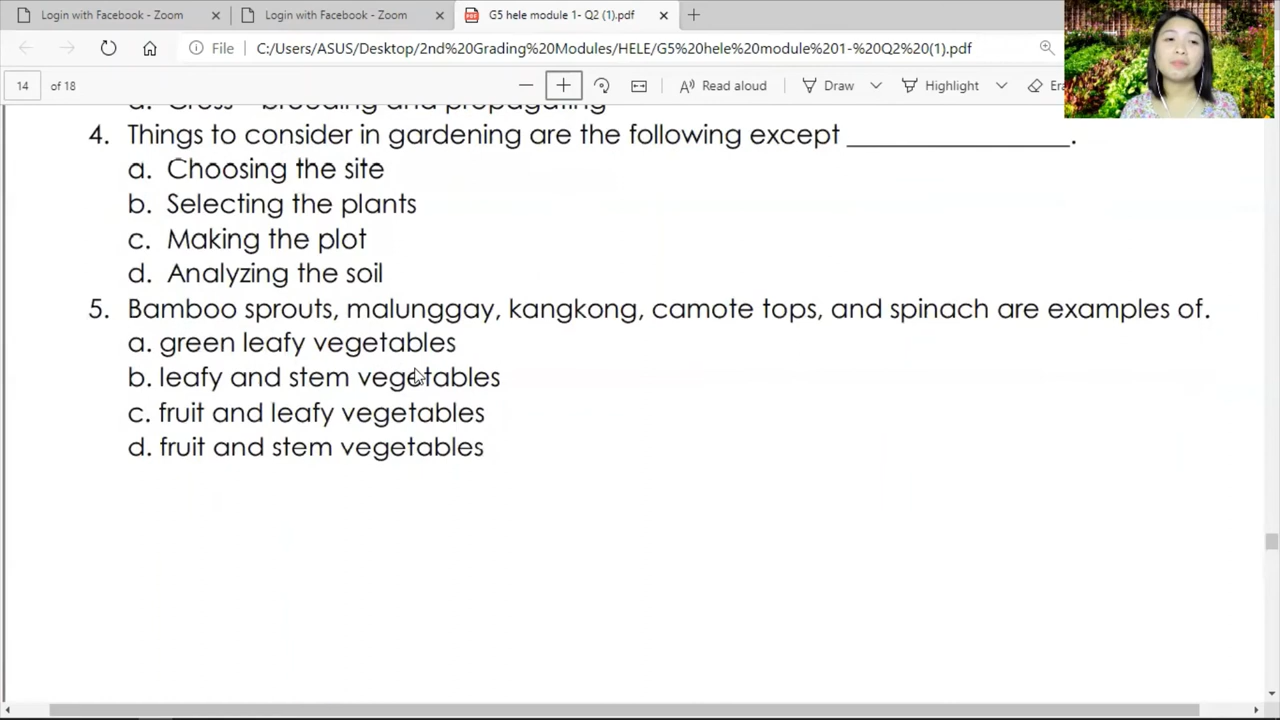 Login with Facebook - Zoom
Login with Facebook - Zoom
G5 hele module 1- Q2 (1).pdf
File
C:/Users/ASUS/Desktop/2nd%20Grading%20Modules/HELE/G5%20hele%20module%201-%20Q2%20(1).pdf
14 of 18
Read aloud
Draw
Highlight
d. Cross - breeding and propagating
4. Things to consider in gardening are the following except ________________.
a. Choosing the site
b. Selecting the plants
c. Making the plot
d. Analyzing the soil
5. Bamboo sprouts, malunggay, kangkong, camote tops, and spinach are examples of.
a. green leafy vegetables
b. leafy and stem vegetables
c. fruit and leafy vegetables
d. fruit and stem vegetables